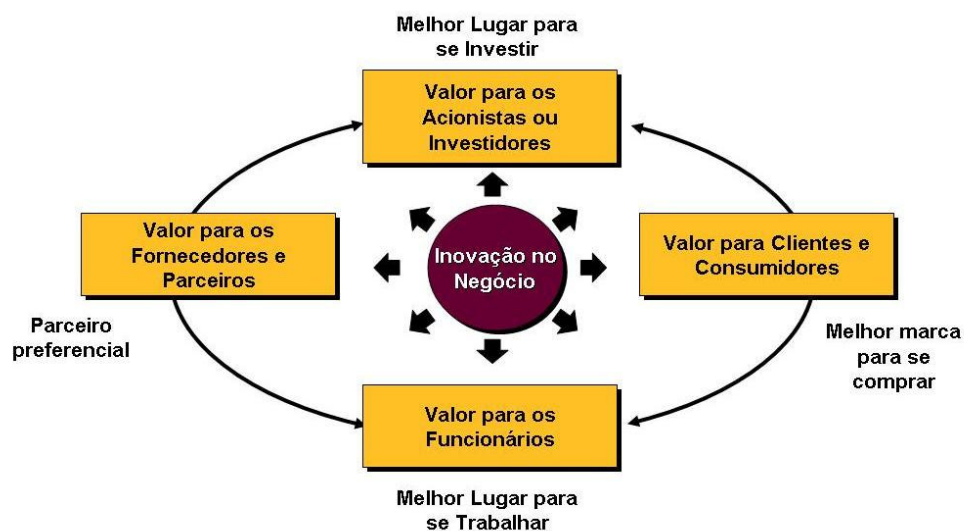 Melhor Lugar para
se Investir
Valor para os
Acionistas ou
Investidores
Valor para os
Fornecedores e
Parceiros
Inovação no
Negócio
Valor para Clientes e
Consumidores
Parceiro
preferencial
Melhor marca
para se
comprar
Valor para os
Funcionários
Melhor Lugar para
se Trabalhar